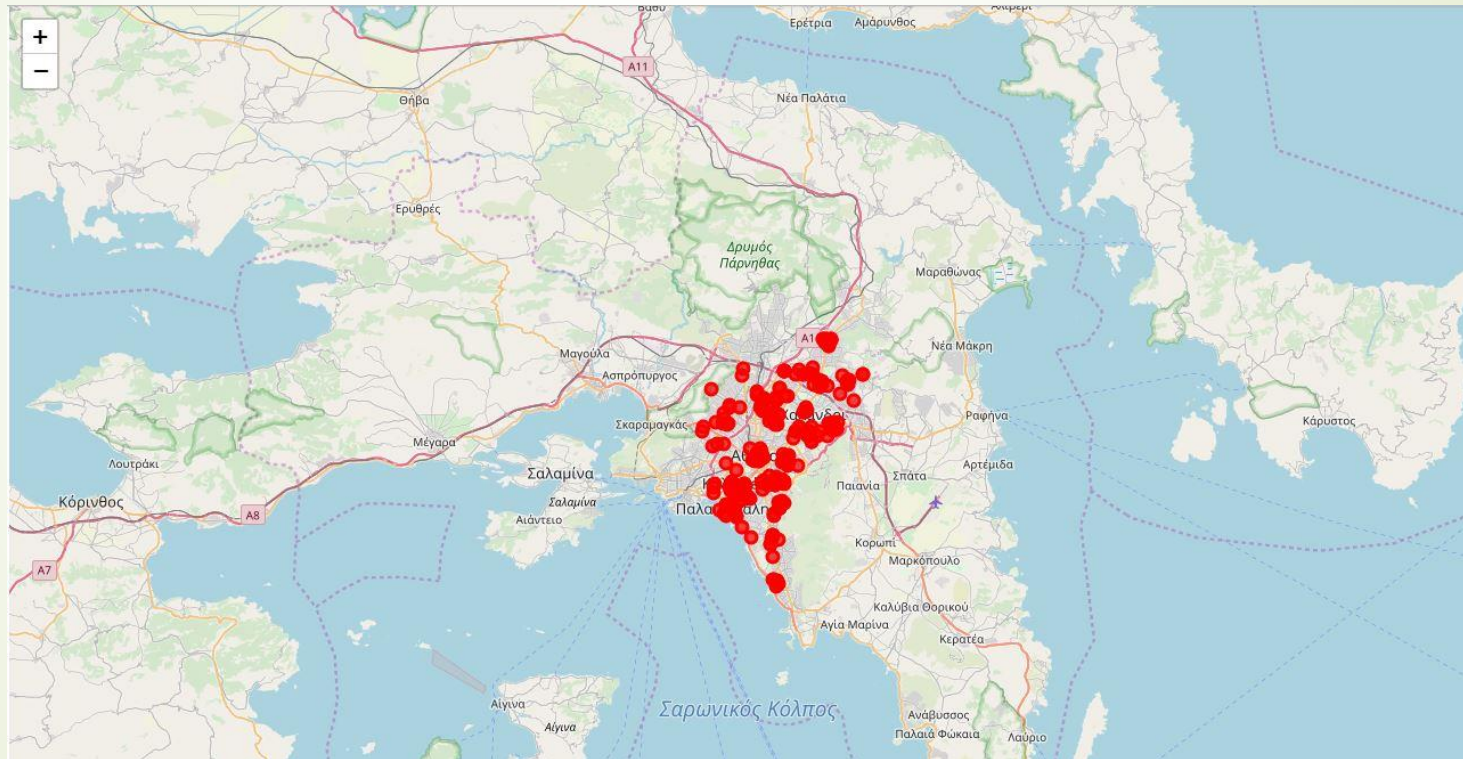 +
−
Βαθύ
Ερέτρια
Αμάρυνθος
Αλιβέρι
A11
Θήβα
Νέα Παλάτια
Ερυθρές
Δρυμός
Πάρνηθας
Μαραθώνας
Μαγούλα
Ασπρόπυργος
Νέα Μάκρη
Σκαραμαγκάς
Ραφήνα
Κάρυστος
Μέγαρα
Λουτράκι
Σαλαμίνα
Σπάτα
Αρτέμιδα
Παιανία
Κόρινθος
Σαλαμίνα
A8
Αιάντειο
Κορωπί
Μαρκόπουλο
A7
Καλύβια Θορικού
Αγία Μαρίνα
Κερατέα
Αίγινα
Σαρωνικός Κόλπος
Αίγινα
Ανάβυσσος
Παλαιά Φώκαια
Λαύριο